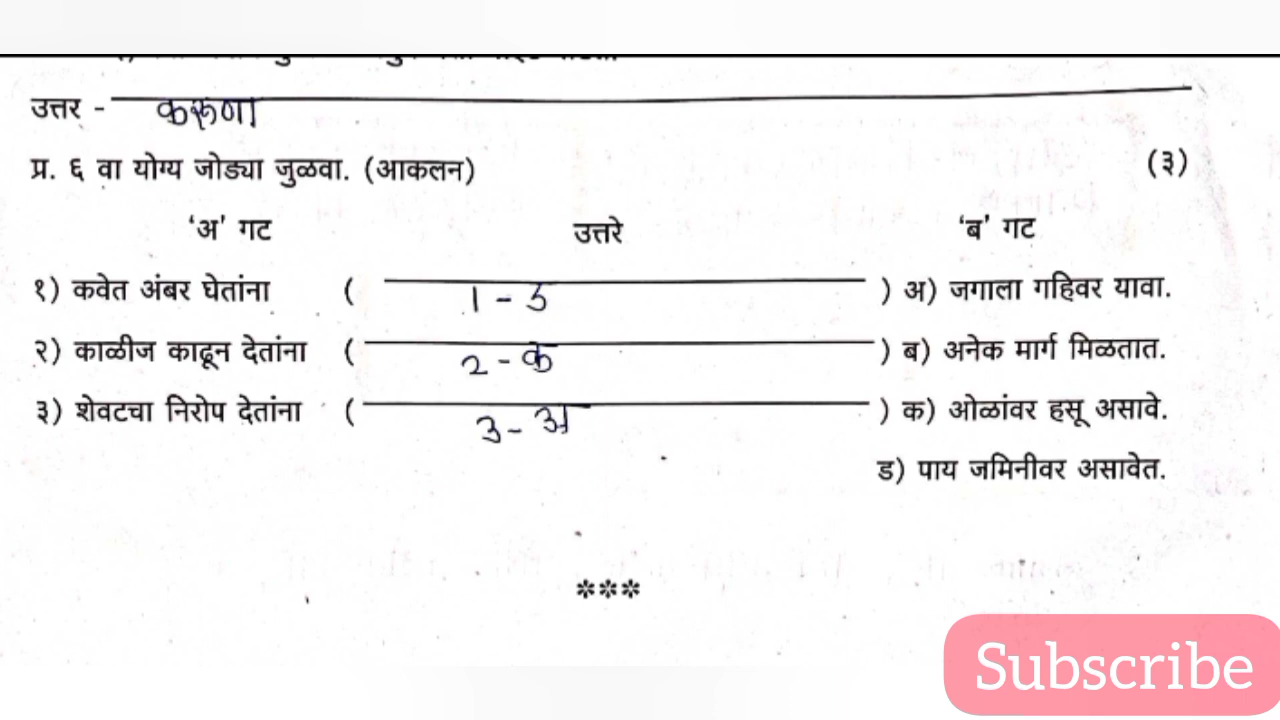 उत्तर - करुणा
प्र. ६ वा योग्य जोड्या जुळवा. (आकलन) (३)
'अ' गट उत्तरे 'ब' गट
१) कवेत अंबर घेतांना ( 1 - ड ) अ) जगाला गहिवर यावा.
२) काळीज काढून देतांना ( 2 - क ) ब) अनेक मार्ग मिळतात.
३) शेवटचा निरोप देतांना ( 3 - अ ) क) ओळांवर हसू असावे.
ड) पाय जमिनीवर असावेत.
***
Subscribe